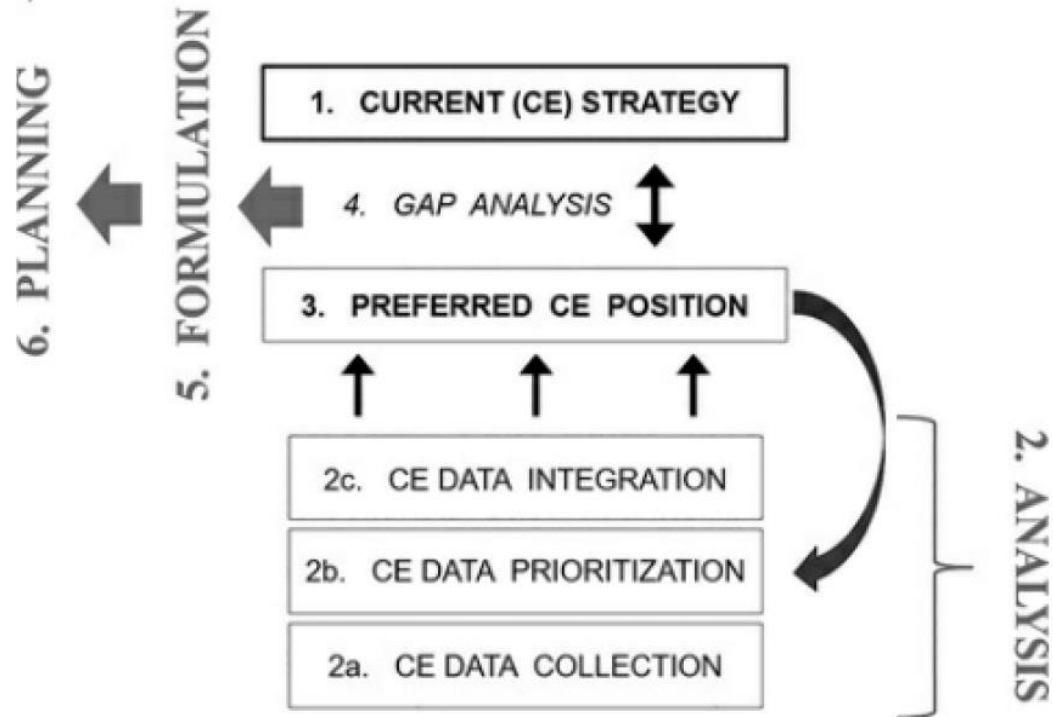 1. CURRENT (CE) STRATEGY
4. GAP ANALYSIS
3. PREFERRED CE POSITION
2c. CE DATA INTEGRATION
2b. CE DATA PRIORITIZATION
2a. CE DATA COLLECTION
2. ANALYSIS
5. FORMULATION
6. PLANNING